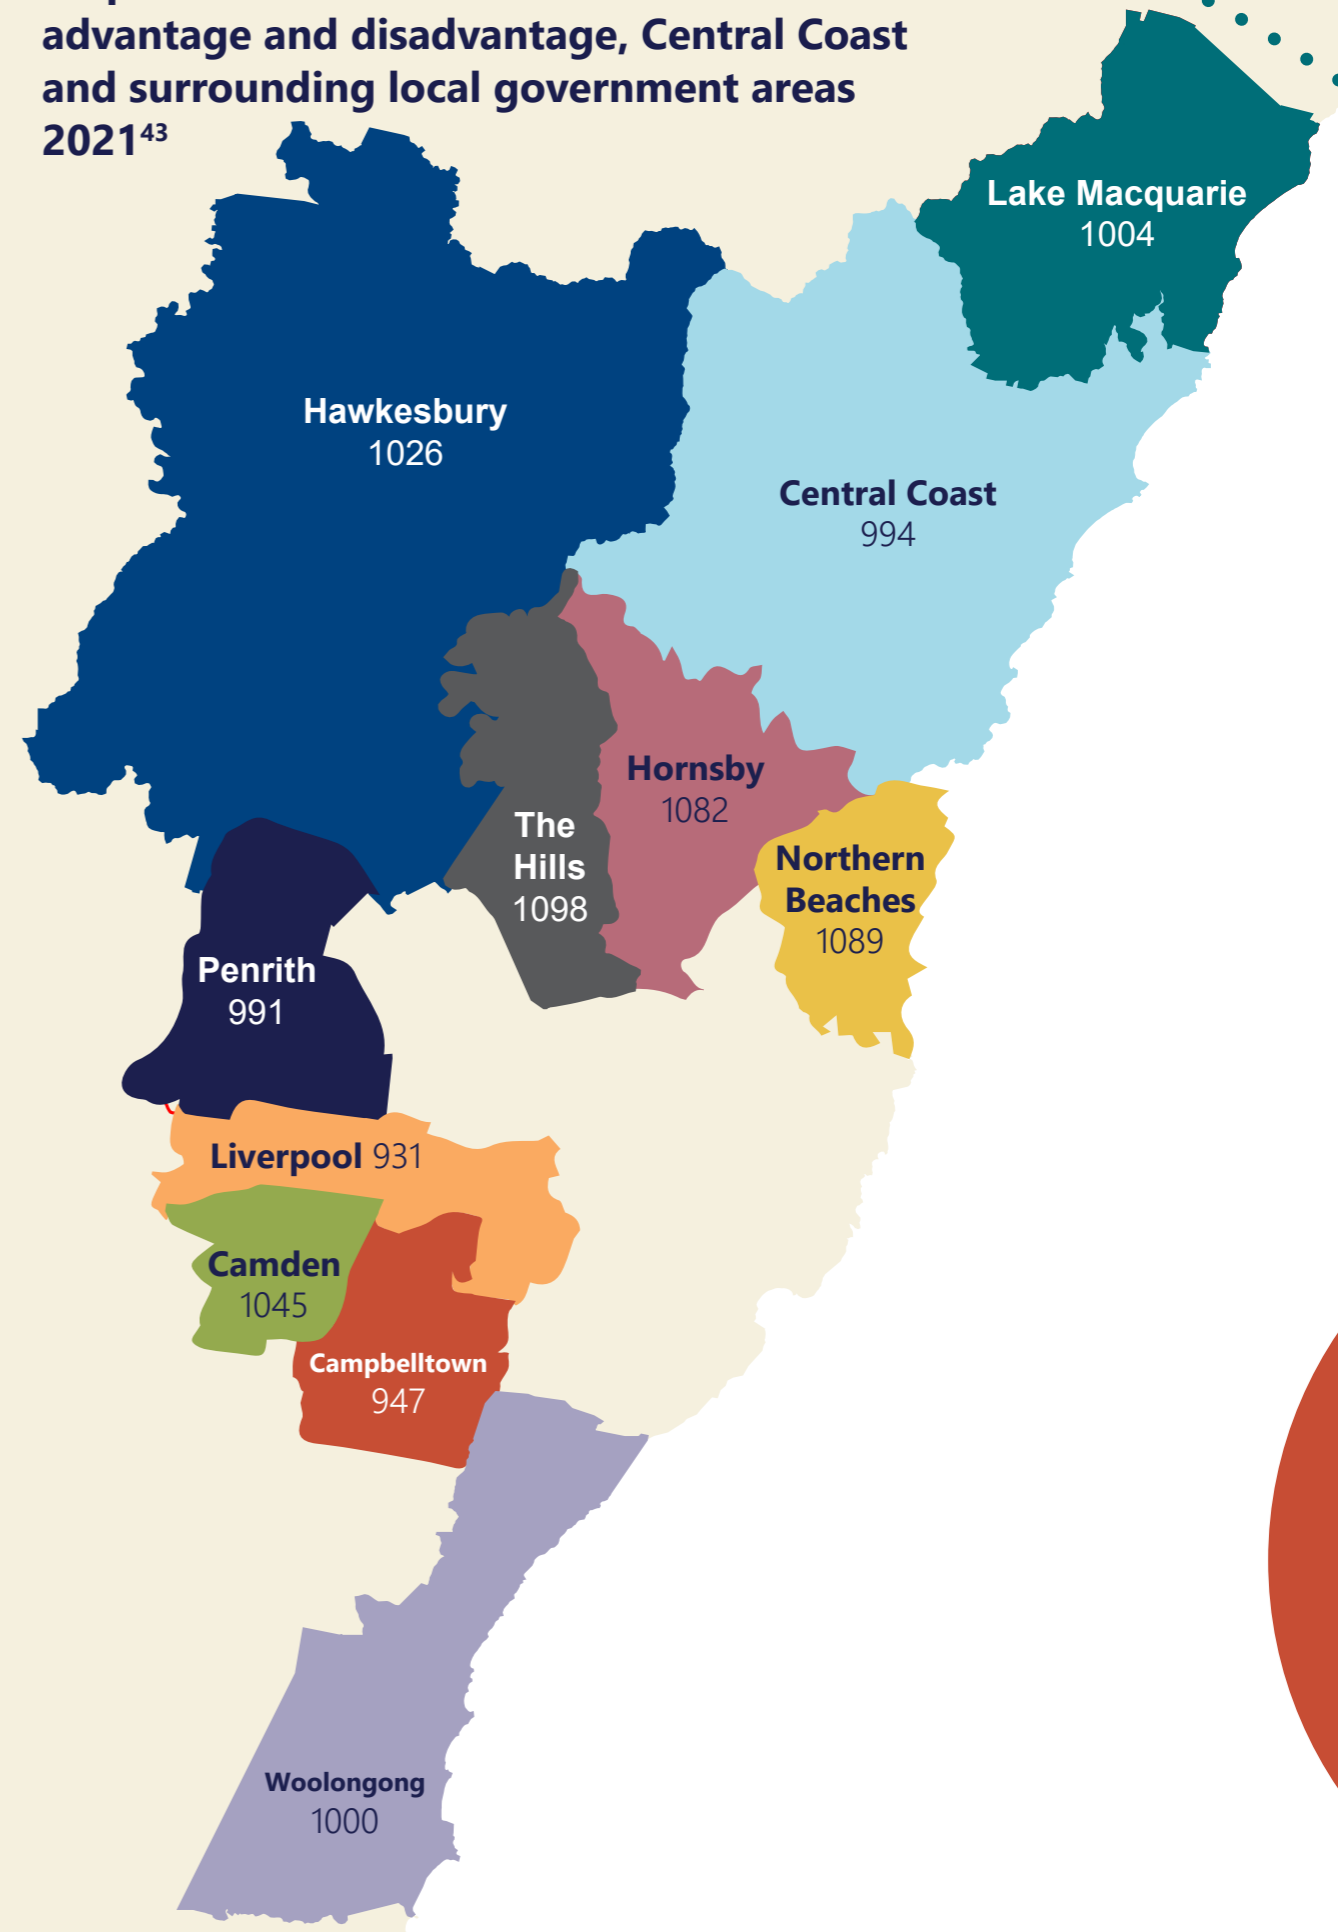 advantage and disadvantage, Central Coast
and surrounding local government areas
2021⁴³
Lake Macquarie
1004
Hawkesbury
1026
Central Coast
994
Hornsby
1082
The
Hills
1098
Northern
Beaches
1089
Penrith
991
Liverpool 931
Camden
1045
Campbelltown
947
Woolongong
1000